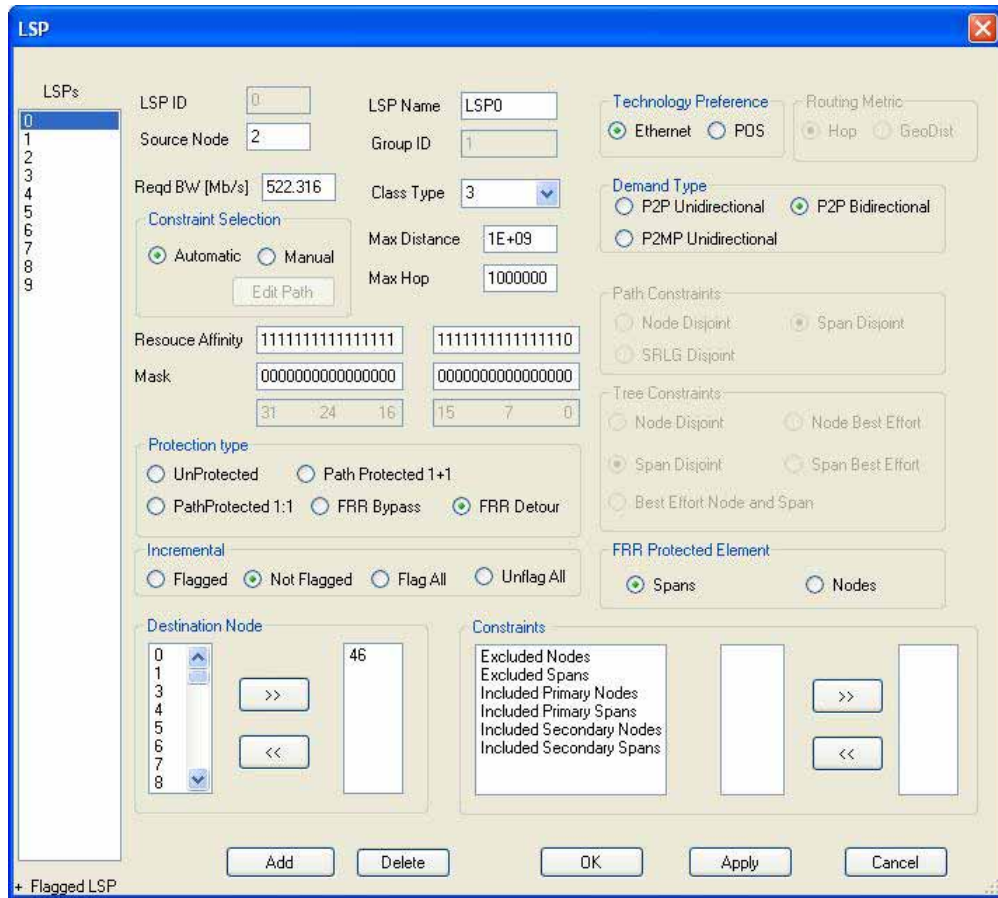 LSP
LSPs
0
1
2
3
4
5
6
7
8
9
+ Flagged LSP
LSP ID 0
LSP Name LSP0
Source Node 2
Group ID 1
Reqd BW [Mb/s] 522.316
Class Type 3
Constraint Selection
Automatic Manual
Edit Path
Max Distance 1E+09
Max Hop 1000000
Technology Preference
Ethernet POS
Routing Metric
Hop GeoDist
Demand Type
P2P Unidirectional P2P Bidirectional
P2MP Unidirectional
Path Constraints
Node Disjoint Span Disjoint
SRLG Disjoint
Resouce Affinity 1111111111111111 1111111111111110
Mask 0000000000000000 0000000000000000
31 24 16 15 7 0
Tree Constraints
Node Disjoint Node Best Effort
Span Disjoint Span Best Effort
Best Effort Node and Span
Protection type
UnProtected Path Protected 1+1
PathProtected 1:1 FRR Bypass FRR Detour
Incremental
Flagged Not Flagged Flag All Unflag All
FRR Protected Element
Spans Nodes
Destination Node
0
1
3
4
5
6
7
8
>>
<<
46
Constraints
Excluded Nodes
Excluded Spans
Included Primary Nodes
Included Primary Spans
Included Secondary Nodes
Included Secondary Spans
>>
<<
Add Delete OK Apply Cancel